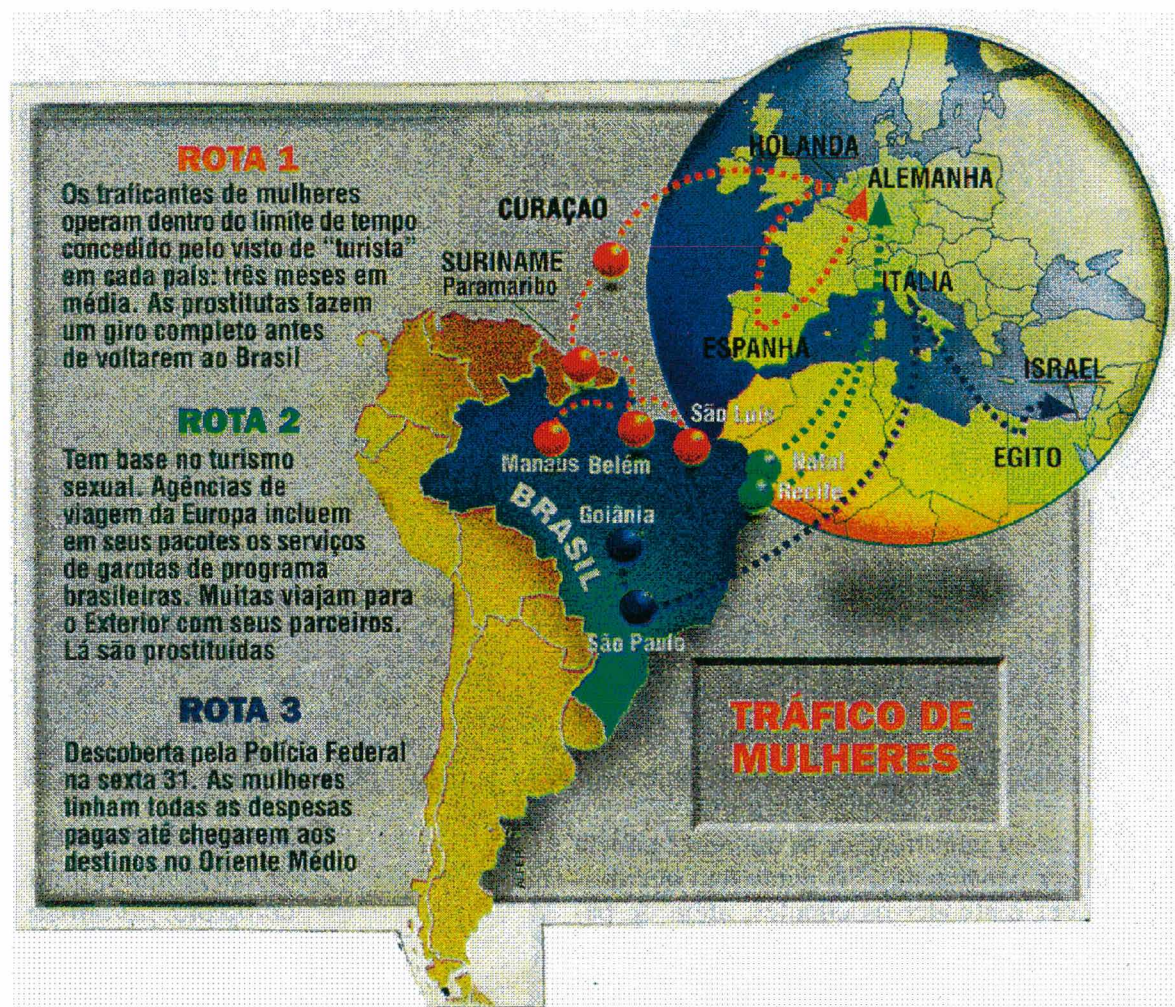 ROTA 1
Os traficantes de mulheres
operam dentro do limite de tempo
concedido pelo visto de "turista"
em cada país: três meses em
média. As prostitutas fazem
um giro completo antes
de voltarem ao Brasil
ROTA 2
Tem base no turismo
sexual. Agências de
viagem da Europa incluem
em seus pacotes os serviços
de garotas de programa
brasileiras. Muitas viajam para
o Exterior com seus parceiros.
Lá são prostituídas
ROTA 3
Descoberta pela Polícia Federal
na sexta 31. As mulheres
tinham todas as despesas
pagas até chegarem aos
destinos no Oriente Médio
HOLANDA
ALEMANHA
CURAÇAO
SURINAME
Paramaribo
ITÁLIA
ESPANHA
ISRAEL
EGITO
São Luís
Manaus
Belém
Natal
Recife
BRASIL
Goiânia
São Paulo
TRÁFICO DE
MULHERES